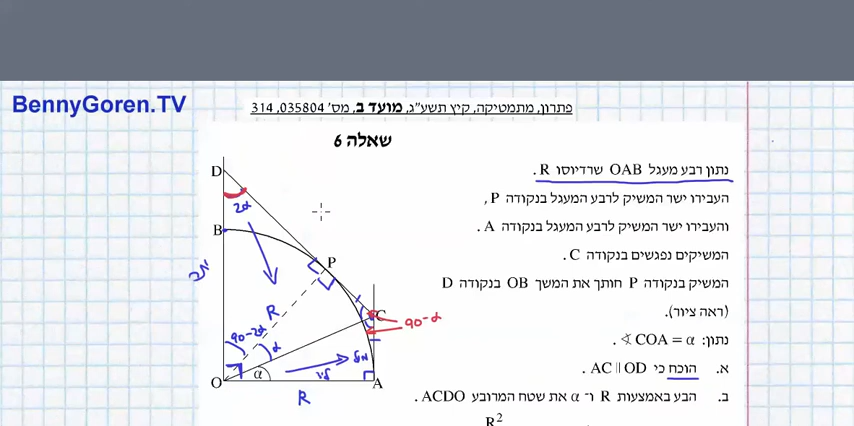 BennyGoren.TV
פתרון, מתמטיקה, קיץ תשע"ג, מועד ב, מס' 035804, 314
שאלה 6
נתון רבע מעגל OAB שרדיוסו R .
העבירו ישר המשיק לרבע המעגל בנקודה P ,
והעבירו ישר המשיק לרבע המעגל בנקודה A .
המשיקים נפגשים בנקודה C .
המשיק בנקודה P חותך את המשך OB בנקודה D
(ראה ציור).
נתון: ∢ COA = α .
א. הוכח כי AC || OD .
ב. הבע באמצעות R ו־ α את שטח המרובע ACDO .
R²
D
2α
B
P
R
C
90-α
90-2α
α
α
O
A
R